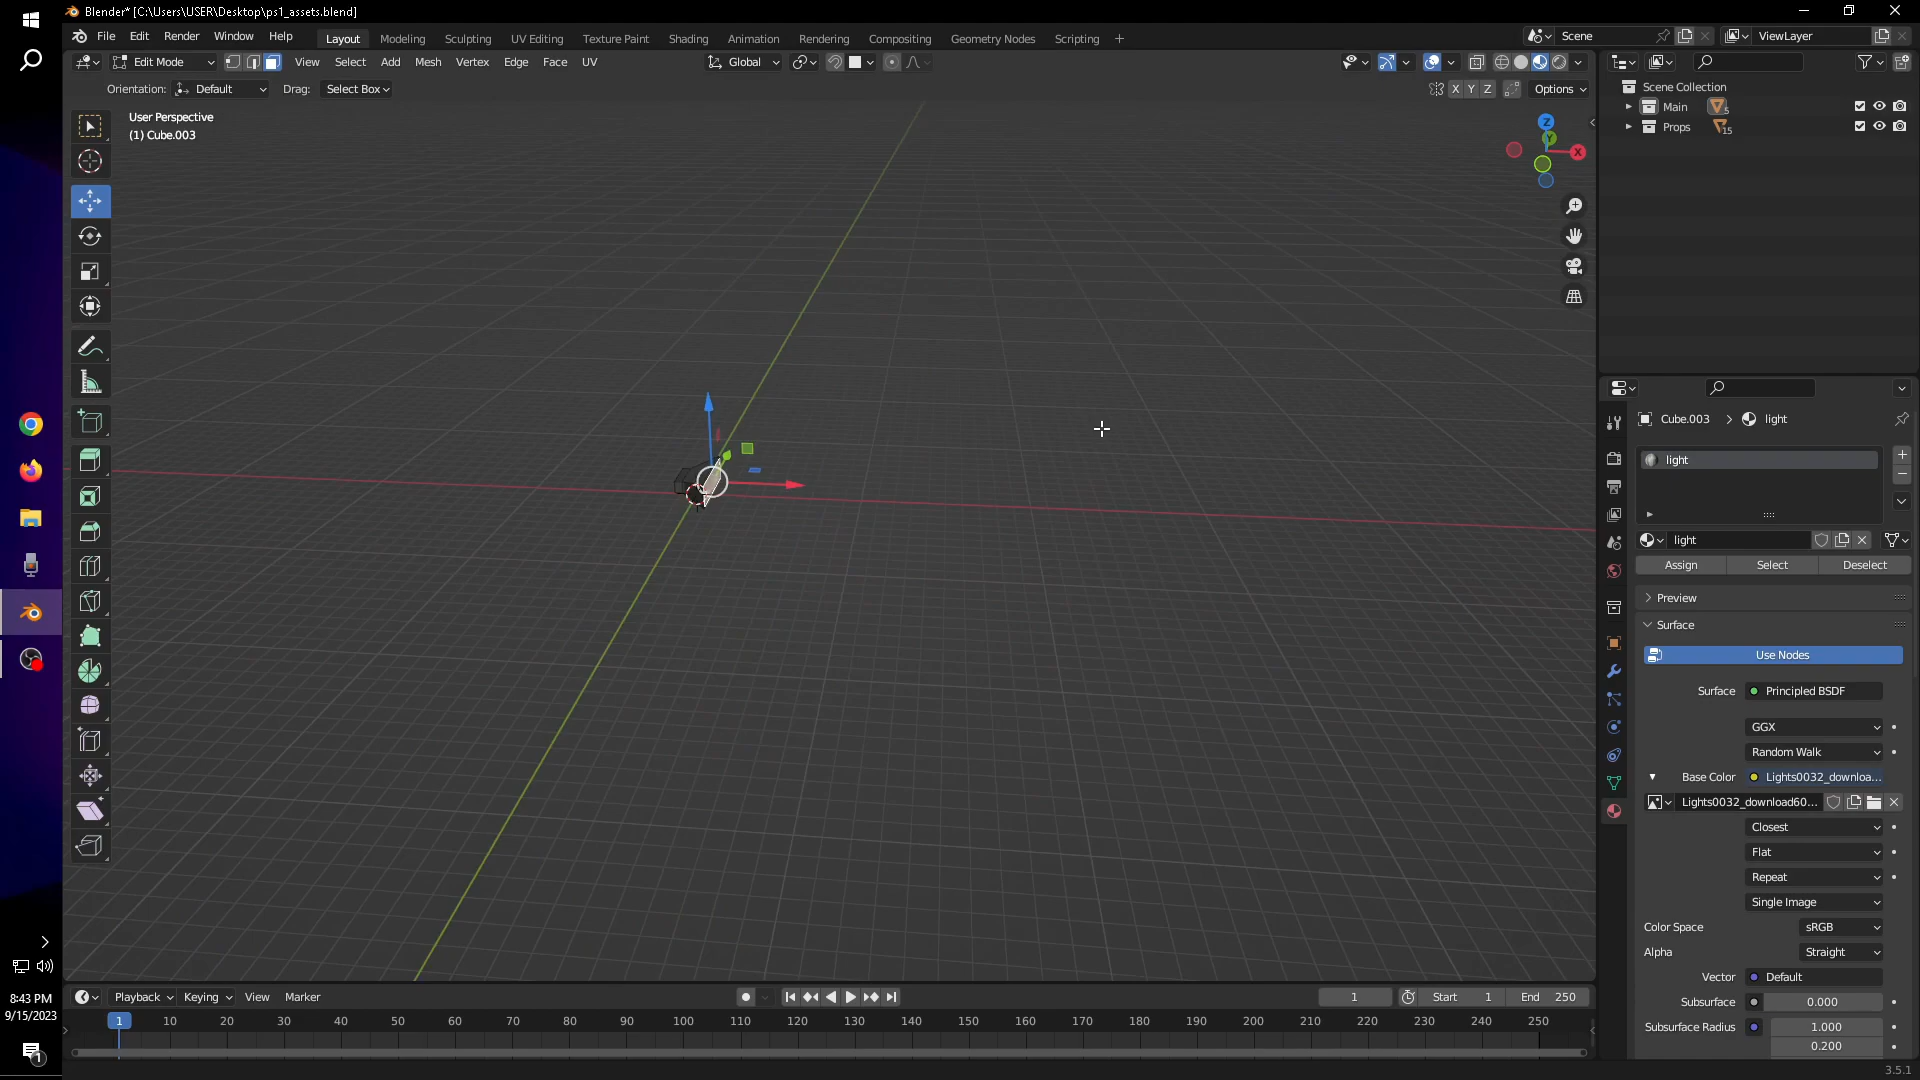 Blender* [C:\Users\USER\Desktop\ps1_assets.blend]
File Edit Render Window Help
Layout Modeling Sculpting UV Editing Texture Paint Shading Animation Rendering Compositing Geometry Nodes Scripting +
Scene
ViewLayer
Edit Mode
View Select Add Mesh Vertex Edge Face UV
Global
Orientation: Default Drag: Select Box
X Y Z
Options
User Perspective
(1) Cube.003
Z
Y
X
Scene Collection
Main 5
Props 15
Cube.003 > light
light
light
Assign Select Deselect
Preview
Surface
Use Nodes
Surface Principled BSDF
GGX
Random Walk
Base Color Lights0032_downloa...
Lights0032_download60...
Closest
Flat
Repeat
Single Image
Color Space sRGB
Alpha Straight
Vector Default
Subsurface 0.000
Subsurface Radius 1.000
0.200
Playback Keying View Marker
1 Start 1 End 250
1 10 20 30 40 50 60 70 80 90 100 110 120 130 140 150 160 170 180 190 200 210 220 230 240 250
8:43 PM
9/15/2023
1
3.5.1